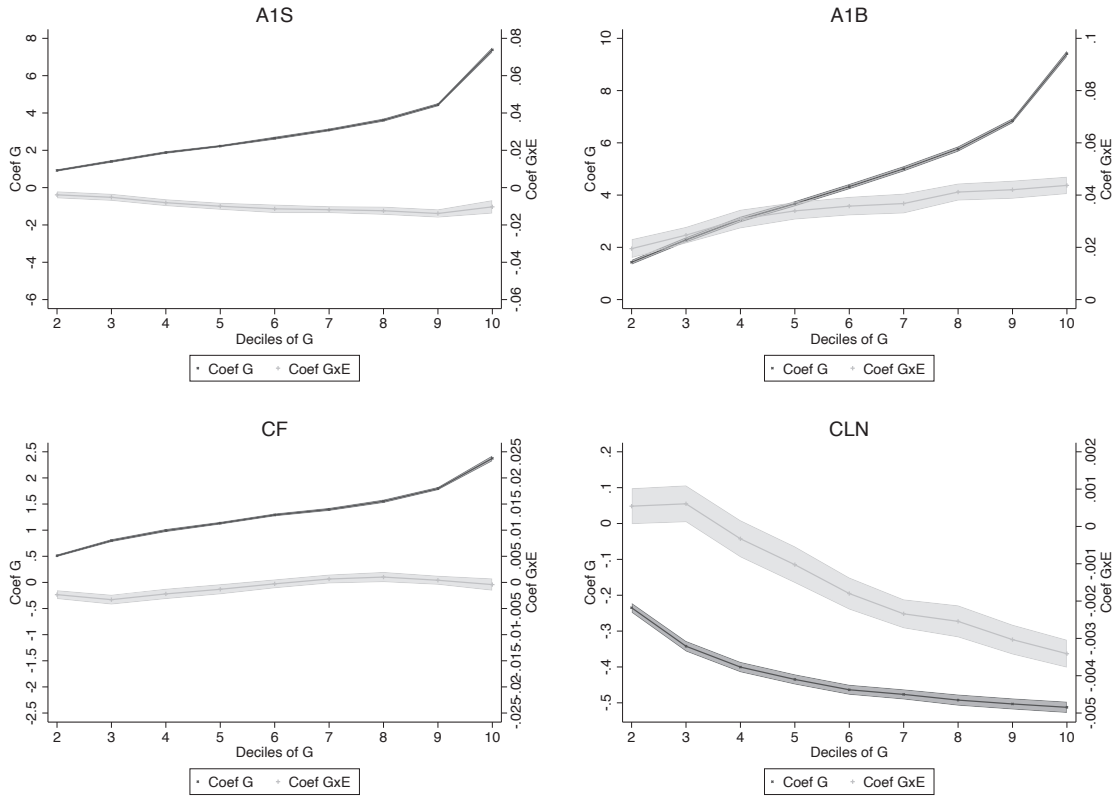 A1S
8
6
4
2
0
-2
-4
-6
Coef G
.08
.06
.04
.02
0
-.02
-.04
-.06
Coef GxE
2 3 4 5 6 7 8 9 10
Deciles of G
Coef G Coef GxE
A1B
10
8
6
4
2
0
Coef G
.1
.08
.06
.04
.02
0
Coef GxE
2 3 4 5 6 7 8 9 10
Deciles of G
Coef G Coef GxE
CF
2.5
2
1.5
1
.5
0
-.5
-1
-1.5
-2
-2.5
Coef G
.025
.02
.015
.01
.005
0
-.005
-.01
-.015
-.02
-.025
Coef GxE
2 3 4 5 6 7 8 9 10
Deciles of G
Coef G Coef GxE
CLN
.2
.1
0
-.1
-.2
-.3
-.4
-.5
Coef G
.002
.001
0
-.001
-.002
-.003
-.004
-.005
Coef GxE
2 3 4 5 6 7 8 9 10
Deciles of G
Coef G Coef GxE